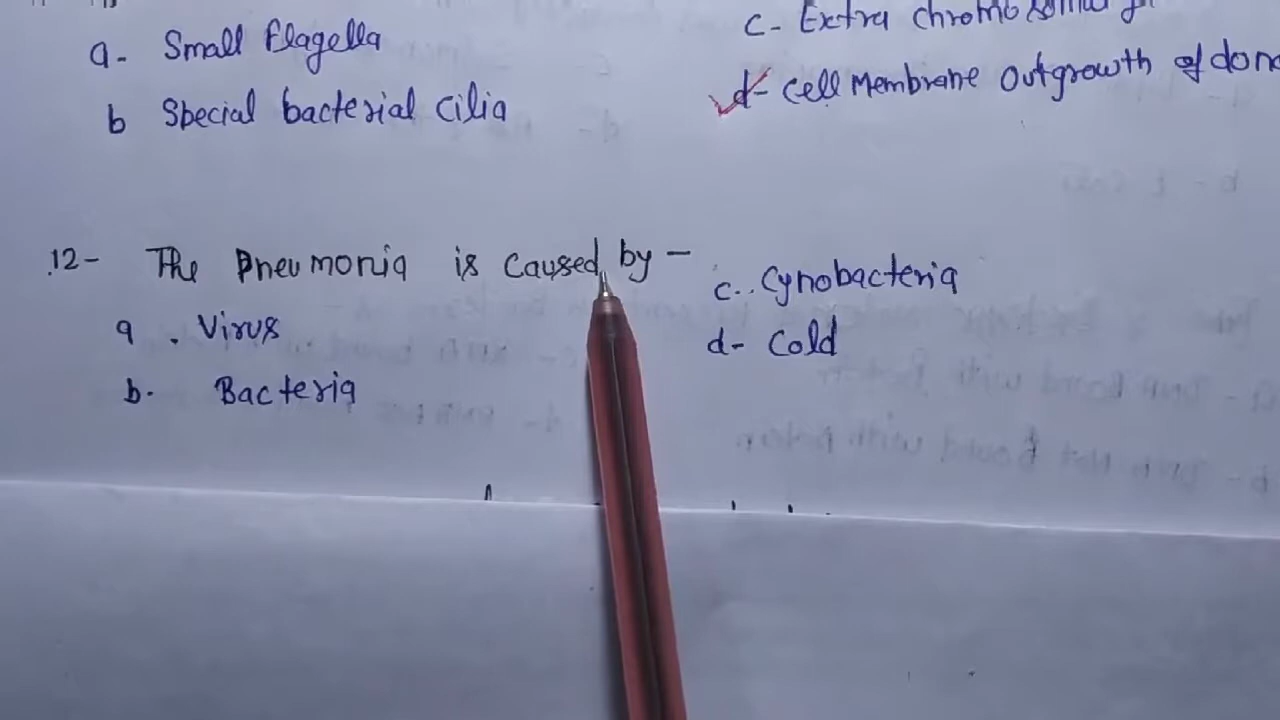 a- Small flagella
b Special bacterial cilia
c- Extra chromosomal
d- Cell Membrane outgrowth of
12- The Pneumonia is caused by -
a . Virus
b. Bacteria
c.. Cynobacteria
d- Cold